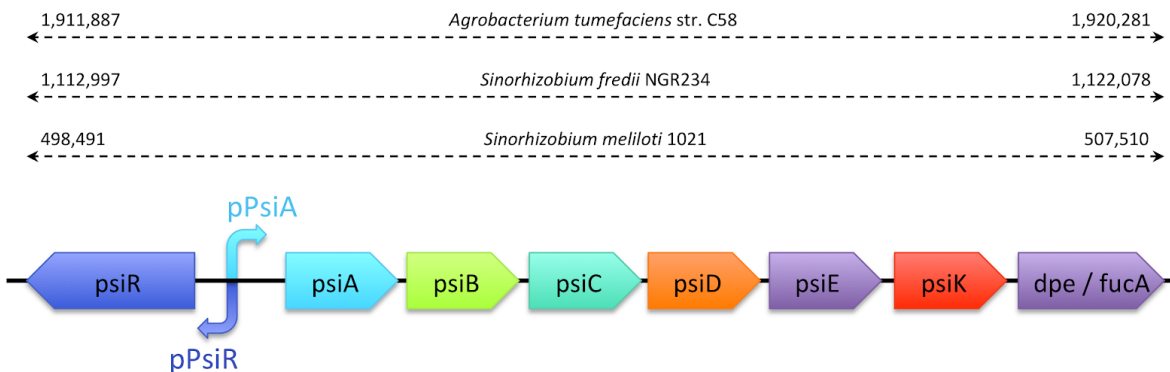 1,911,887 Agrobacterium tumefaciens str. C58 1,920,281
1,112,997 Sinorhizobium fredii NGR234 1,122,078
498,491 Sinorhizobium meliloti 1021 507,510
pPsiA
psiR psiA psiB psiC psiD psiE psiK dpe / fucA
pPsiR